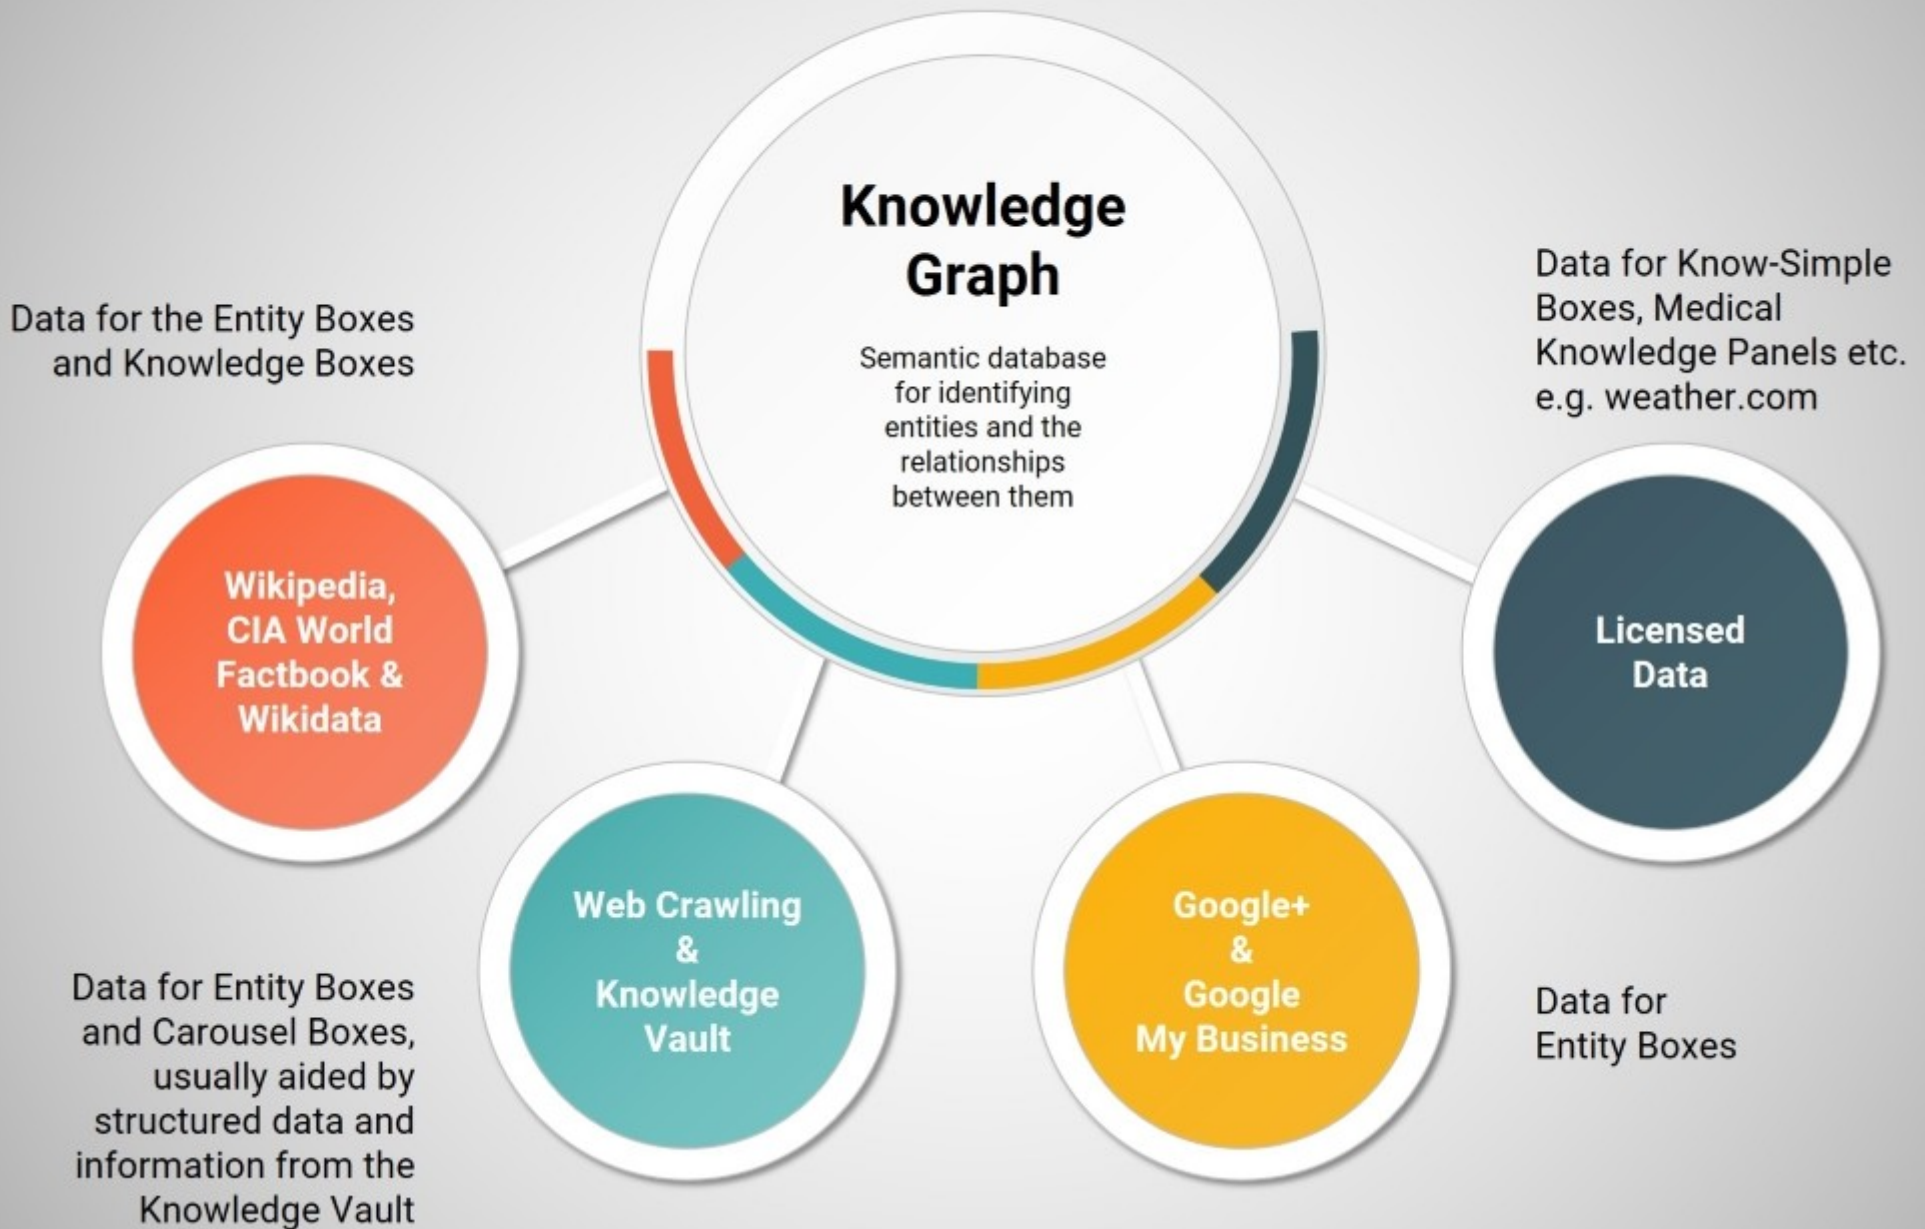 Knowledge
Graph
Semantic database
for identifying
entities and the
relationships
between them
Data for the Entity Boxes
and Knowledge Boxes
Wikipedia,
CIA World
Factbook &
Wikidata
Data for Entity Boxes
and Carousel Boxes,
usually aided by
structured data and
information from the
Knowledge Vault
Web Crawling
&
Knowledge
Vault
Google+
&
Google
My Business
Data for
Entity Boxes
Data for Know-Simple
Boxes, Medical
Knowledge Panels etc.
e.g. weather.com
Licensed
Data